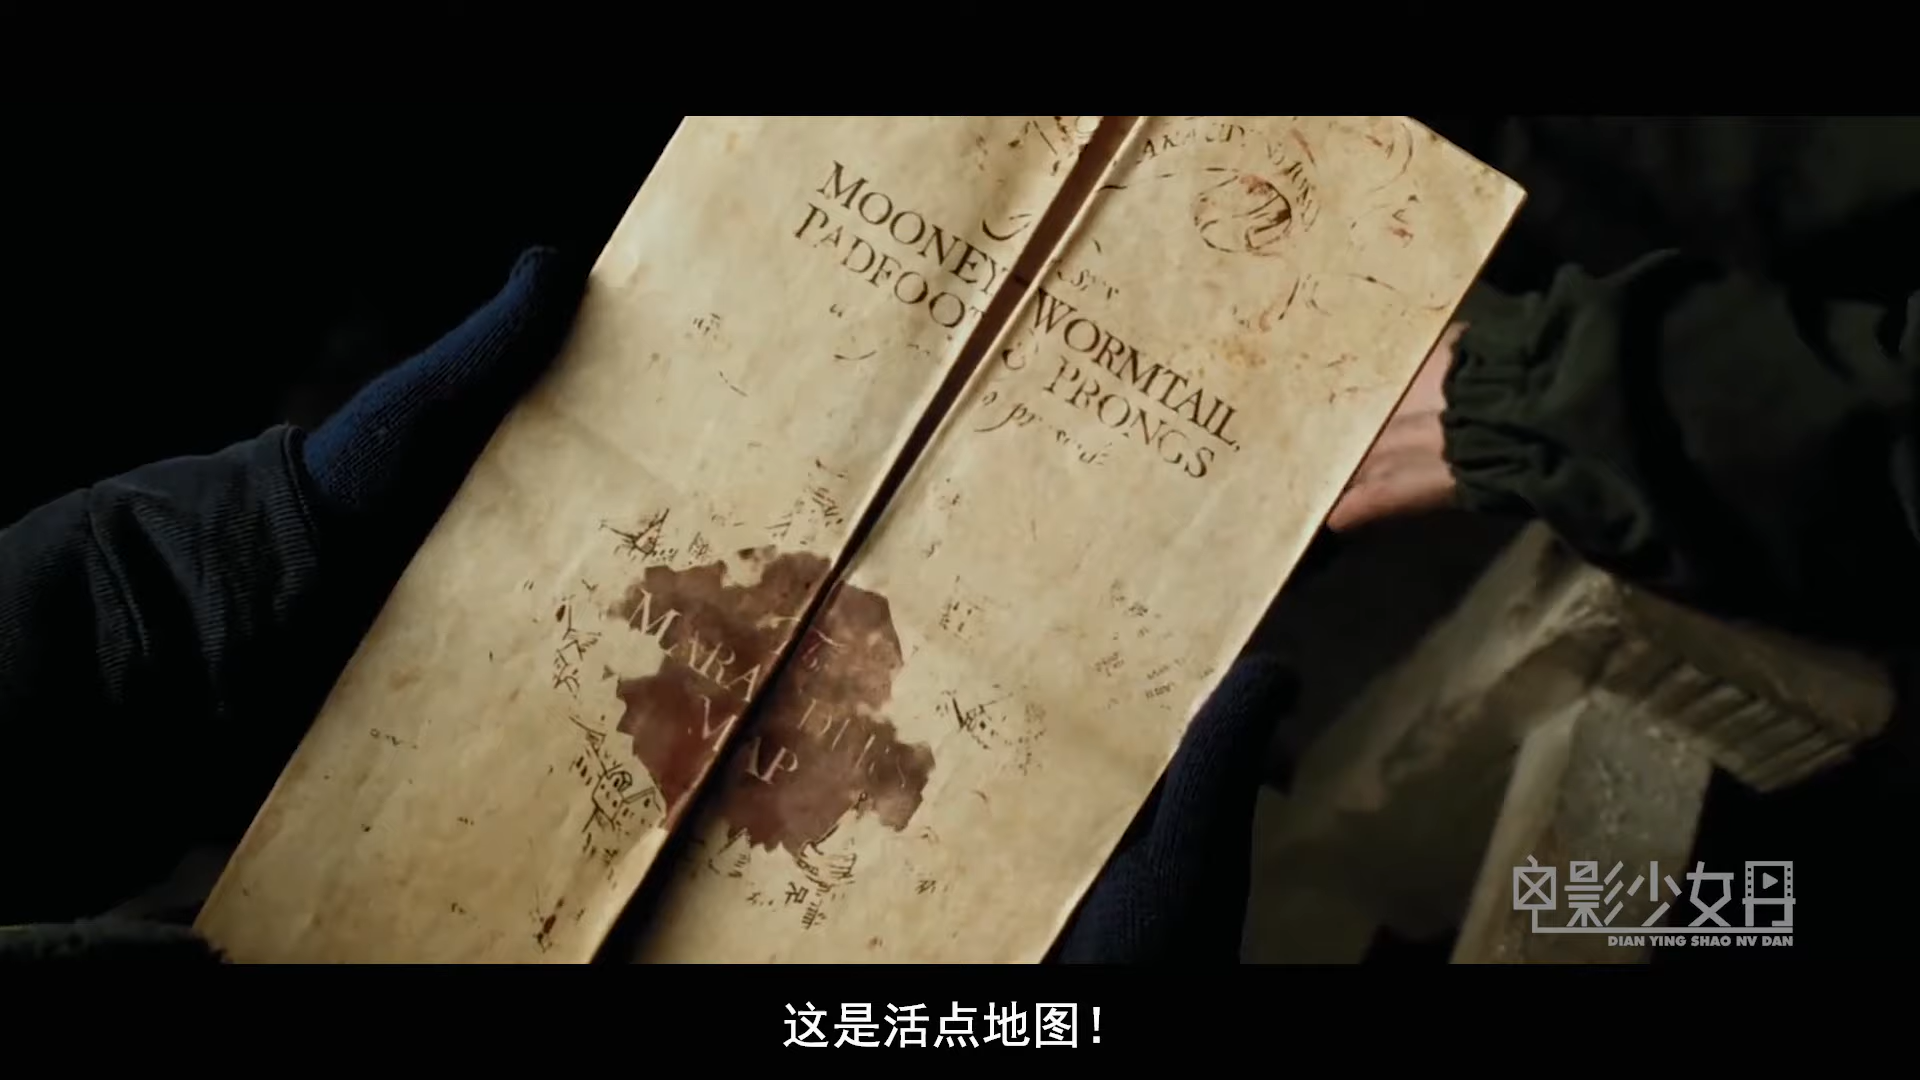 MOONEY-WORMTAIL,
PADFOOT & PRONGS
The
MARAUDERS
MAP
电影少女丹
DIAN YING SHAO NV DAN
这是活点地图！